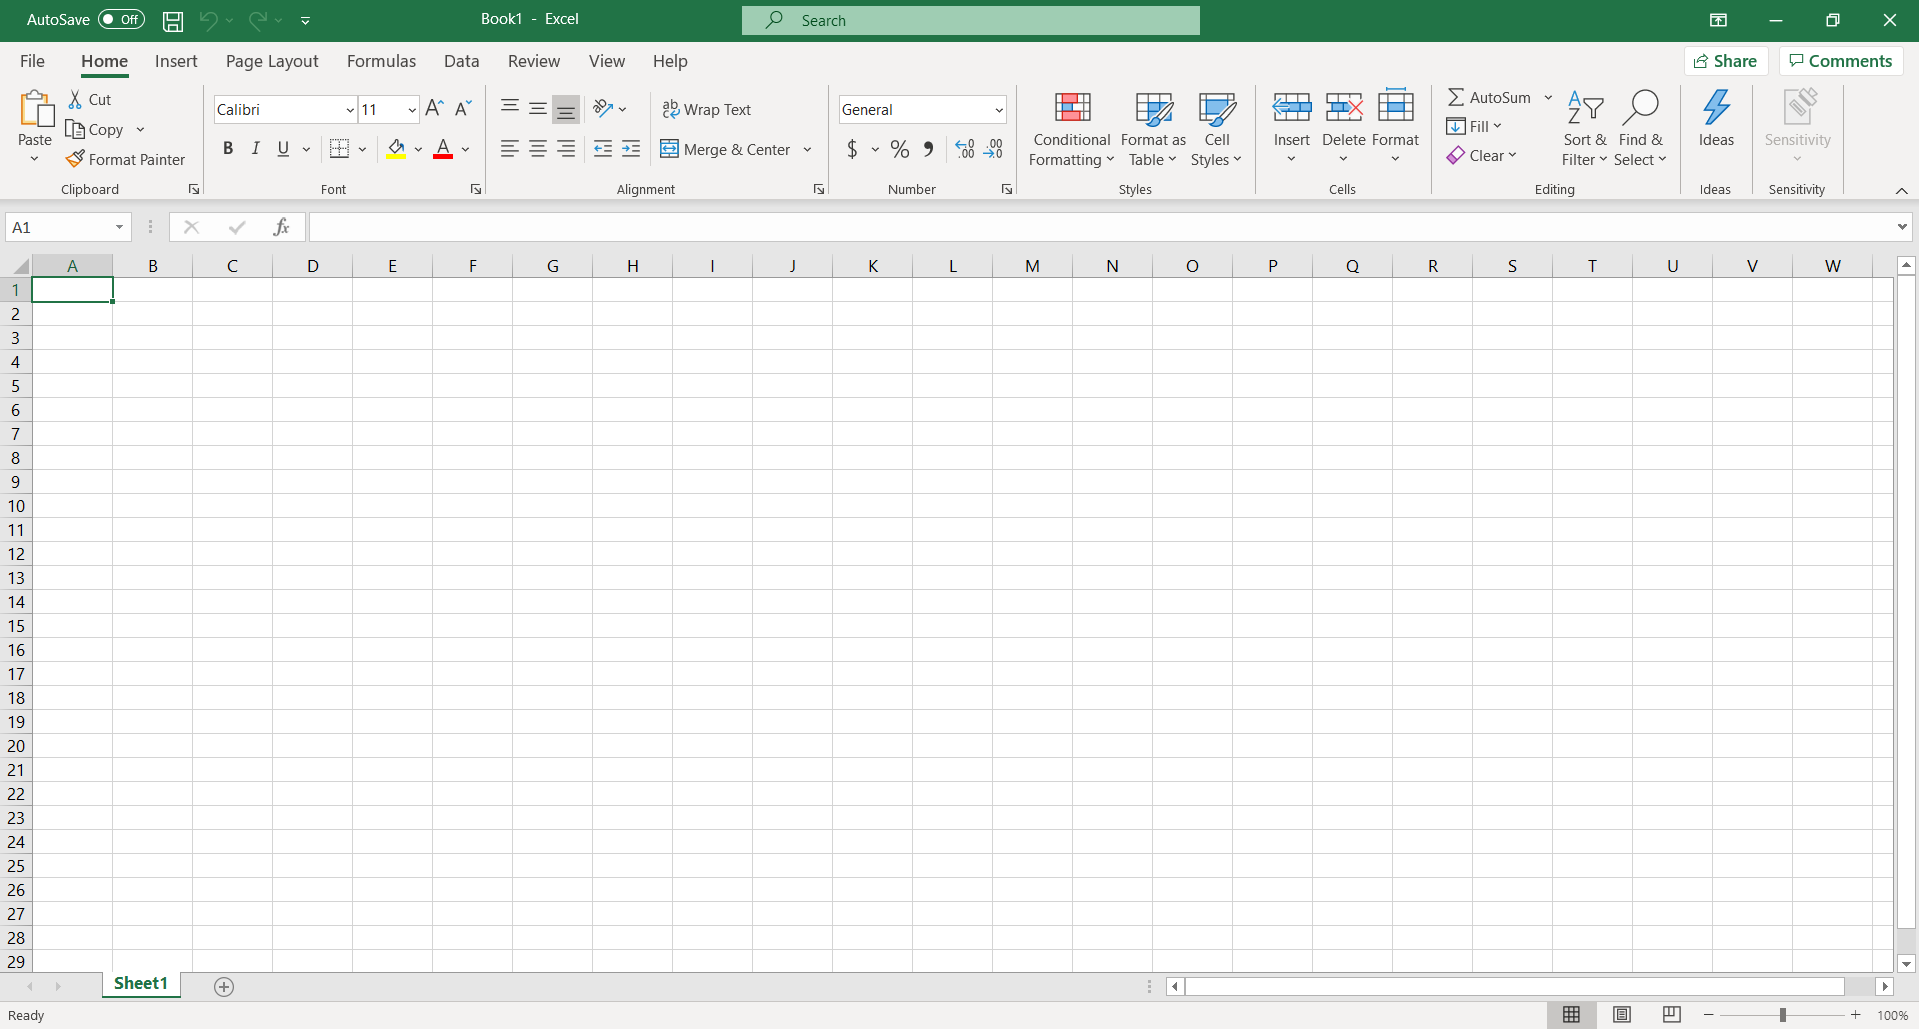 AutoSave Off Book1 - Excel Search
File Home Insert Page Layout Formulas Data Review View Help Share Comments
Paste
Cut
Copy
Format Painter
Clipboard
Calibri 11
B I U A
Font
ab Wrap Text
Merge & Center
Alignment
General
$ % , .00
Number
Conditional Formatting
Format as Table
Cell Styles
Styles
Insert
Delete
Format
Cells
AutoSum
Fill
Clear
Sort & Filter
Find & Select
Editing
Ideas
Ideas
Sensitivity
Sensitivity
A1 fx
A B C D E F G H I J K L M N O P Q R S T U V W
1
2
3
4
5
6
7
8
9
10
11
12
13
14
15
16
17
18
19
20
21
22
23
24
25
26
27
28
29
Sheet1
Ready 100%